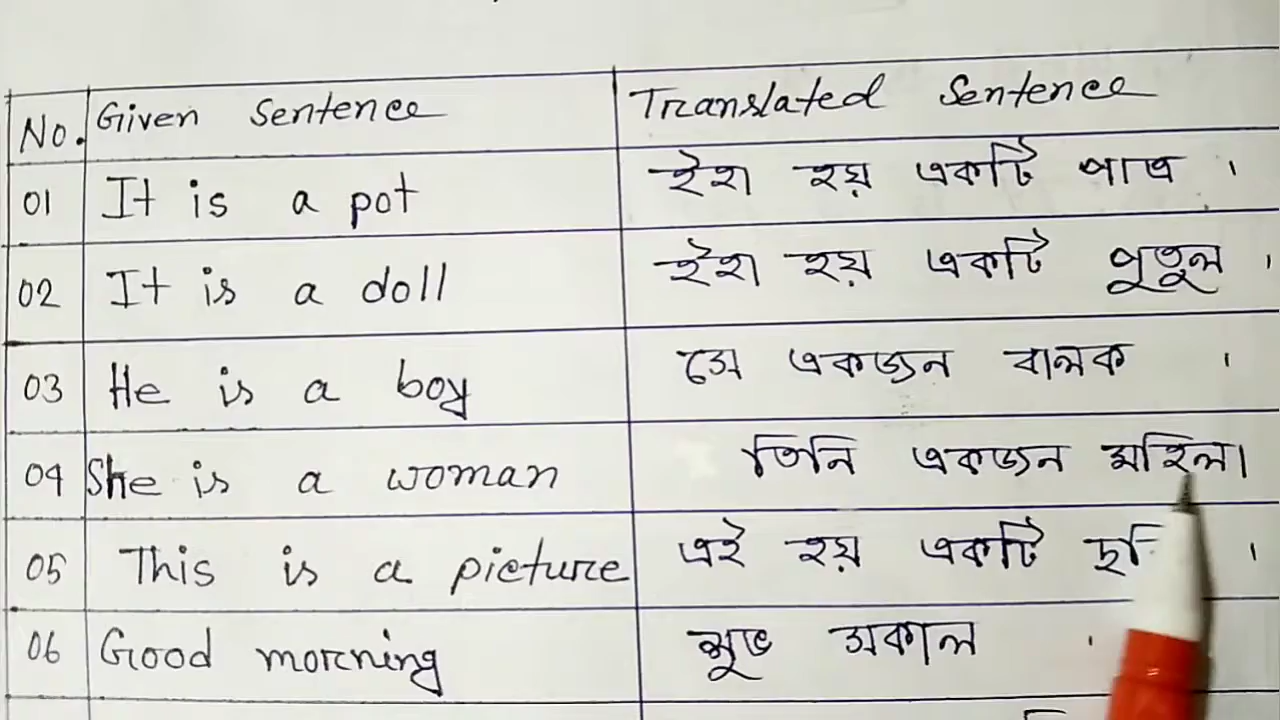 No. Given Sentence Translated Sentence
01 It is a pot ইহা হয় একটি পাত্র ।
02 It is a doll ইহা হয় একটি পুতুল ।
03 He is a boy সে একজন বালক ।
04 She is a woman তিনি একজন মহিলা
05 This is a picture এই হয় একটি ।
06 Good morning শুভ সকাল ।